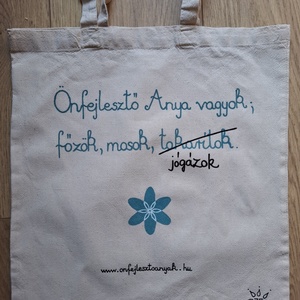 Önfejlesztő Anya vagyok;
főzök, mosok, takarítok.
jógázok
www.onfejlesztoanyak.hu